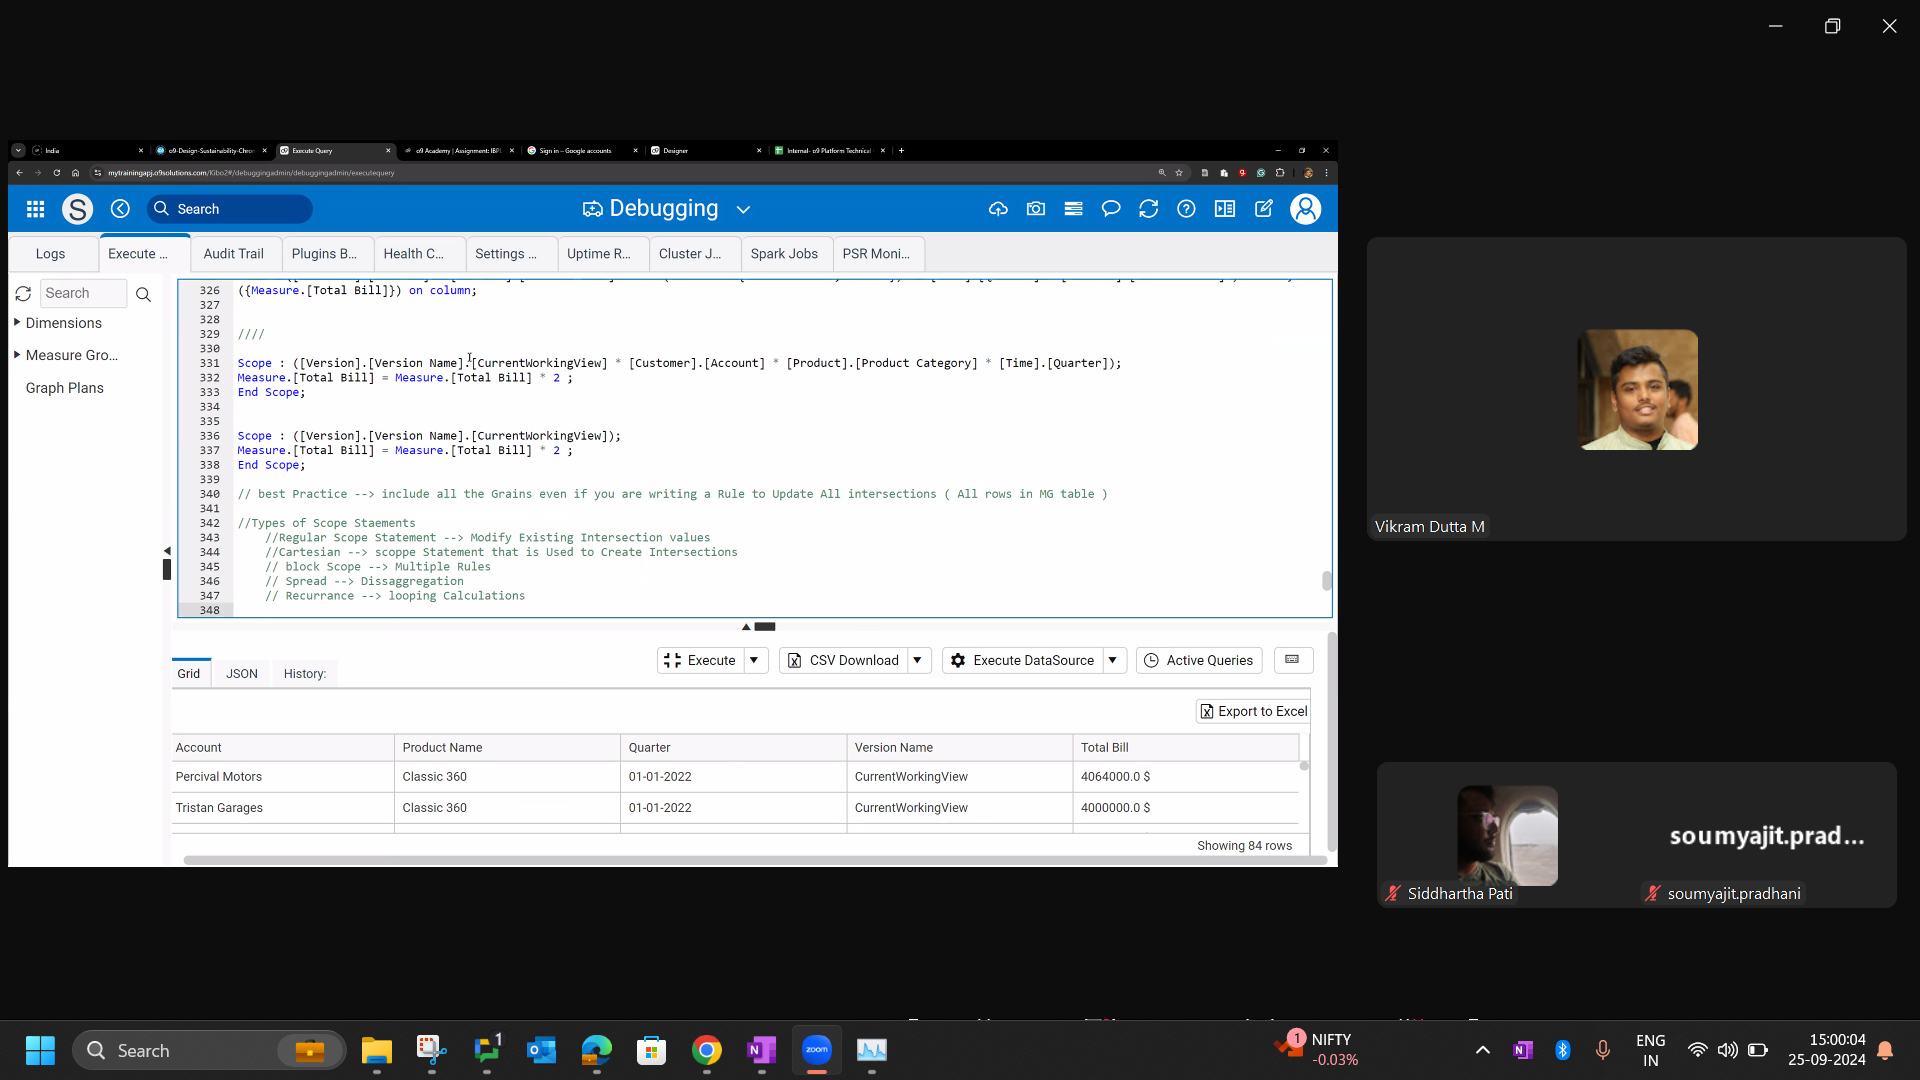 India
o9-Design-Sustainability-Chro
Execute Query
o9 Academy | Assignment: IBPL
Sign in – Google accounts
Designer
Internal- o9 Platform Technical
mytrainingapj.o9solutions.com/Kibo2#/debuggingadmin/debuggingadmin/executequery
S
Search
Debugging
Logs
Execute ...
Audit Trail
Plugins B...
Health C...
Settings ...
Uptime R...
Cluster J...
Spark Jobs
PSR Moni...
Search
Dimensions
Measure Gro...
Graph Plans
326 ({Measure.[Total Bill]}) on column;
327
328
329 ////
330
331 Scope : ([Version].[Version Name].[CurrentWorkingView] * [Customer].[Account] * [Product].[Product Category] * [Time].[Quarter]);
332 Measure.[Total Bill] = Measure.[Total Bill] * 2 ;
333 End Scope;
334
335
336 Scope : ([Version].[Version Name].[CurrentWorkingView]);
337 Measure.[Total Bill] = Measure.[Total Bill] * 2 ;
338 End Scope;
339
340 // best Practice --> include all the Grains even if you are writing a Rule to Update All intersections ( All rows in MG table )
341
342 //Types of Scope Staements
343 //Regular Scope Statement --> Modify Existing Intersection values
344 //Cartesian --> scoppe Statement that is Used to Create Intersections
345 // block Scope --> Multiple Rules
346 // Spread --> Dissaggregation
347 // Recurrance --> looping Calculations
348
Grid
JSON
History:
Execute
CSV Download
Execute DataSource
Active Queries
Export to Excel
Account Product Name Quarter Version Name Total Bill
Percival Motors Classic 360 01-01-2022 CurrentWorkingView 4064000.0 $
Tristan Garages Classic 360 01-01-2022 CurrentWorkingView 4000000.0 $
Showing 84 rows
Vikram Dutta M
Siddhartha Pati
soumyajit.prad...
soumyajit.pradhani
Search
1
zoom
1
NIFTY
-0.03%
ENG
IN
15:00:04
25-09-2024